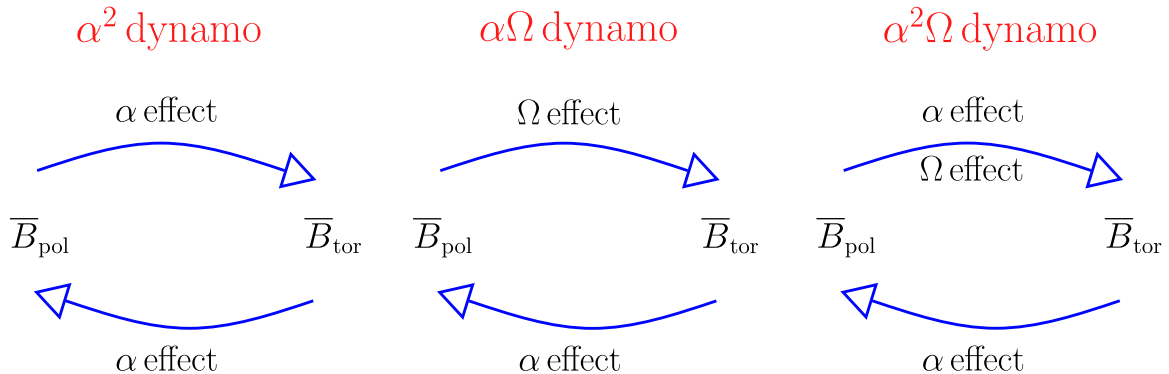 α² dynamo
αΩ dynamo
α²Ω dynamo
α effect
Ω effect
α effect
Ω effect
B̅pol
B̅tor
B̅pol
B̅tor
B̅pol
B̅tor
α effect
α effect
α effect